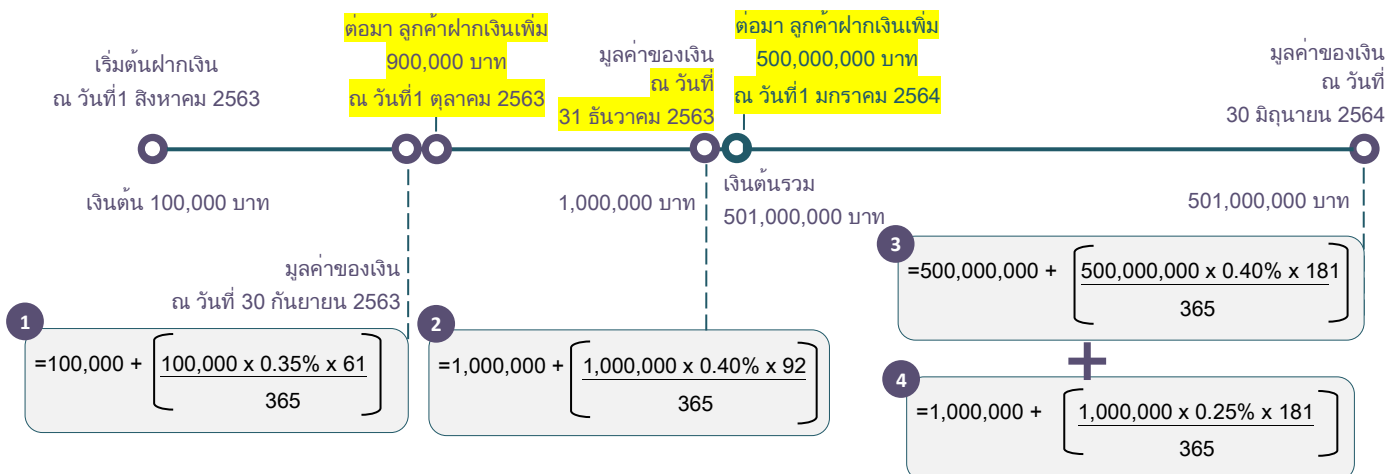 เริ่มต้นฝากเงิน
ณ วันที่1 สิงหาคม 2563
ต่อมา ลูกค้าฝากเงินเพิ่ม
900,000 บาท
ณ วันที่1 ตุลาคม 2563
มูลค่าของเงิน
ณ วันที่
31 ธันวาคม 2563
ต่อมา ลูกค้าฝากเงินเพิ่ม
500,000,000 บาท
ณ วันที่1 มกราคม 2564
มูลค่าของเงิน
ณ วันที่
30 มิถุนายน 2564
เงินต้น 100,000 บาท
1,000,000 บาท
เงินต้นรวม
501,000,000 บาท
501,000,000 บาท
มูลค่าของเงิน
ณ วันที่ 30 กันยายน 2563
1
=100,000 + [100,000 x 0.35% x 61
365]
2
=1,000,000 + [1,000,000 x 0.40% x 92
365]
3
=500,000,000 + [500,000,000 x 0.40% x 181
365]
+
4
=1,000,000 + [1,000,000 x 0.25% x 181
365]